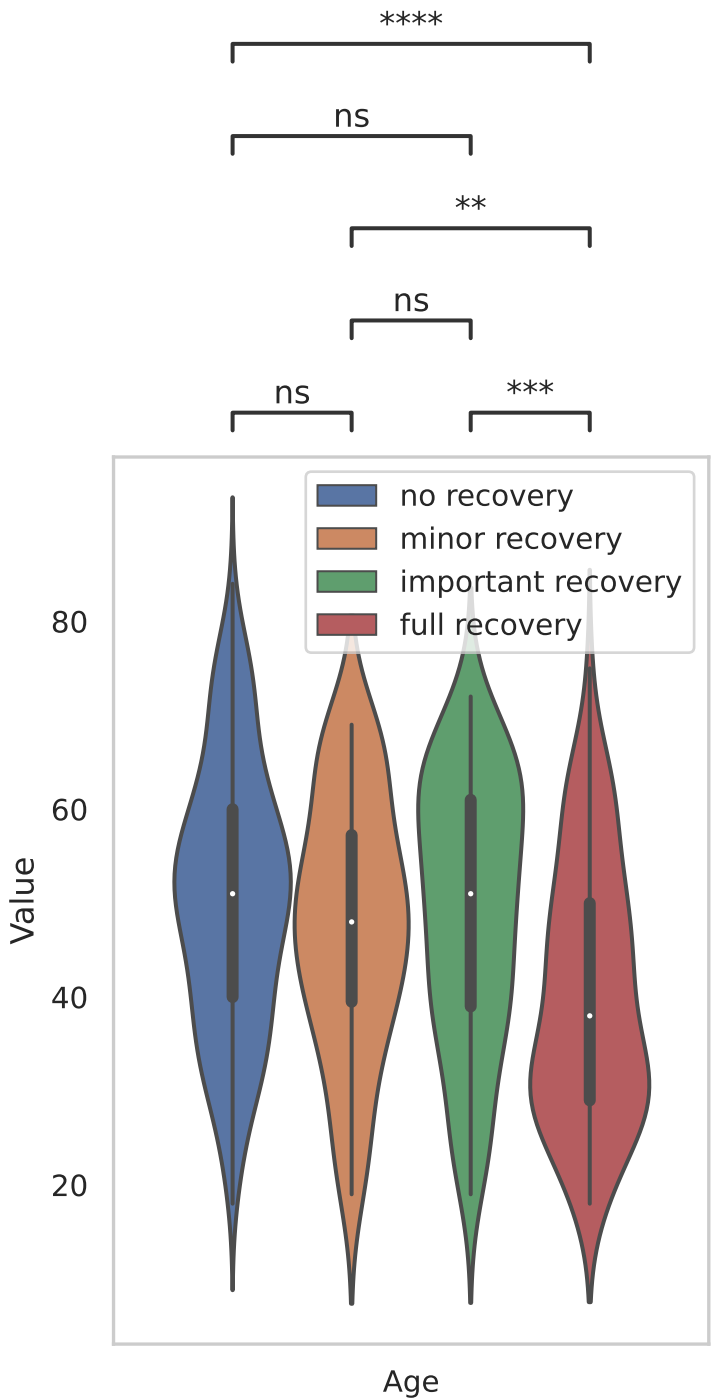 ****
ns
**
ns
ns
***
no recovery
minor recovery
important recovery
full recovery
80
60
40
20
Value
Age